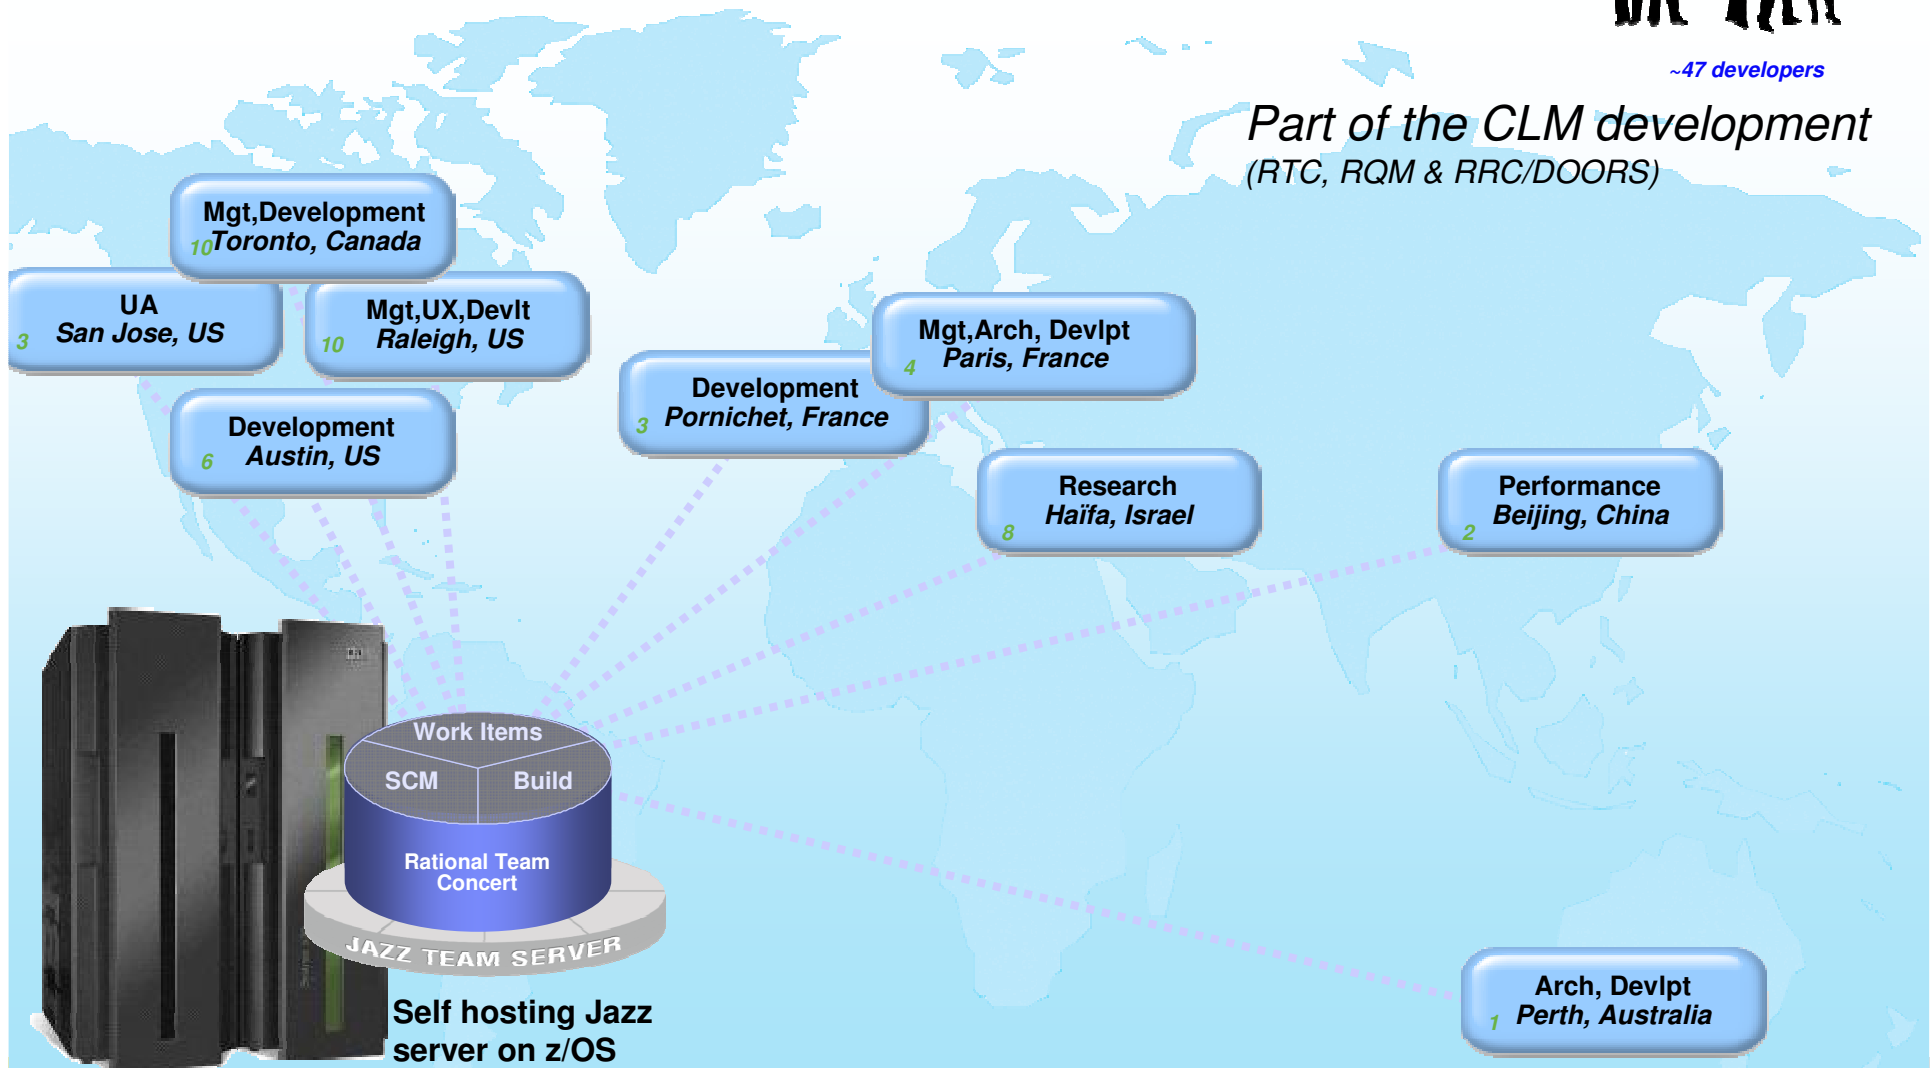 ~47 developers
Part of the CLM development
(RTC, RQM & RRC/DOORS)
Mgt,Development
10 Toronto, Canada
UA
3 San Jose, US
Mgt,UX,Devlt
10 Raleigh, US
Mgt,Arch, Devlpt
4 Paris, France
Development
3 Pornichet, France
Development
6 Austin, US
Research
Haïfa, Israel
8
Performance
Beijing, China
2
Work Items
SCM
Build
Rational Team
Concert
JAZZ TEAM SERVER
Self hosting Jazz
server on z/OS
Arch, Devlpt
1 Perth, Australia